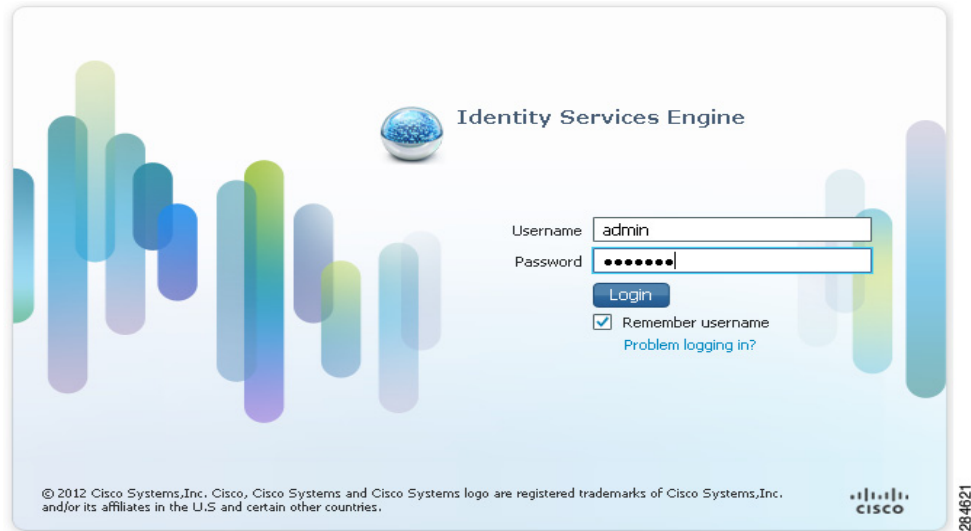 Identity Services Engine
Username admin
Password •••••••
Login
Remember username
Problem logging in?
© 2012 Cisco Systems,Inc. Cisco, Cisco Systems and Cisco Systems logo are registered trademarks of Cisco Systems,Inc.
and/or its affiliates in the U.S and certain other countries.
CISCO
284621